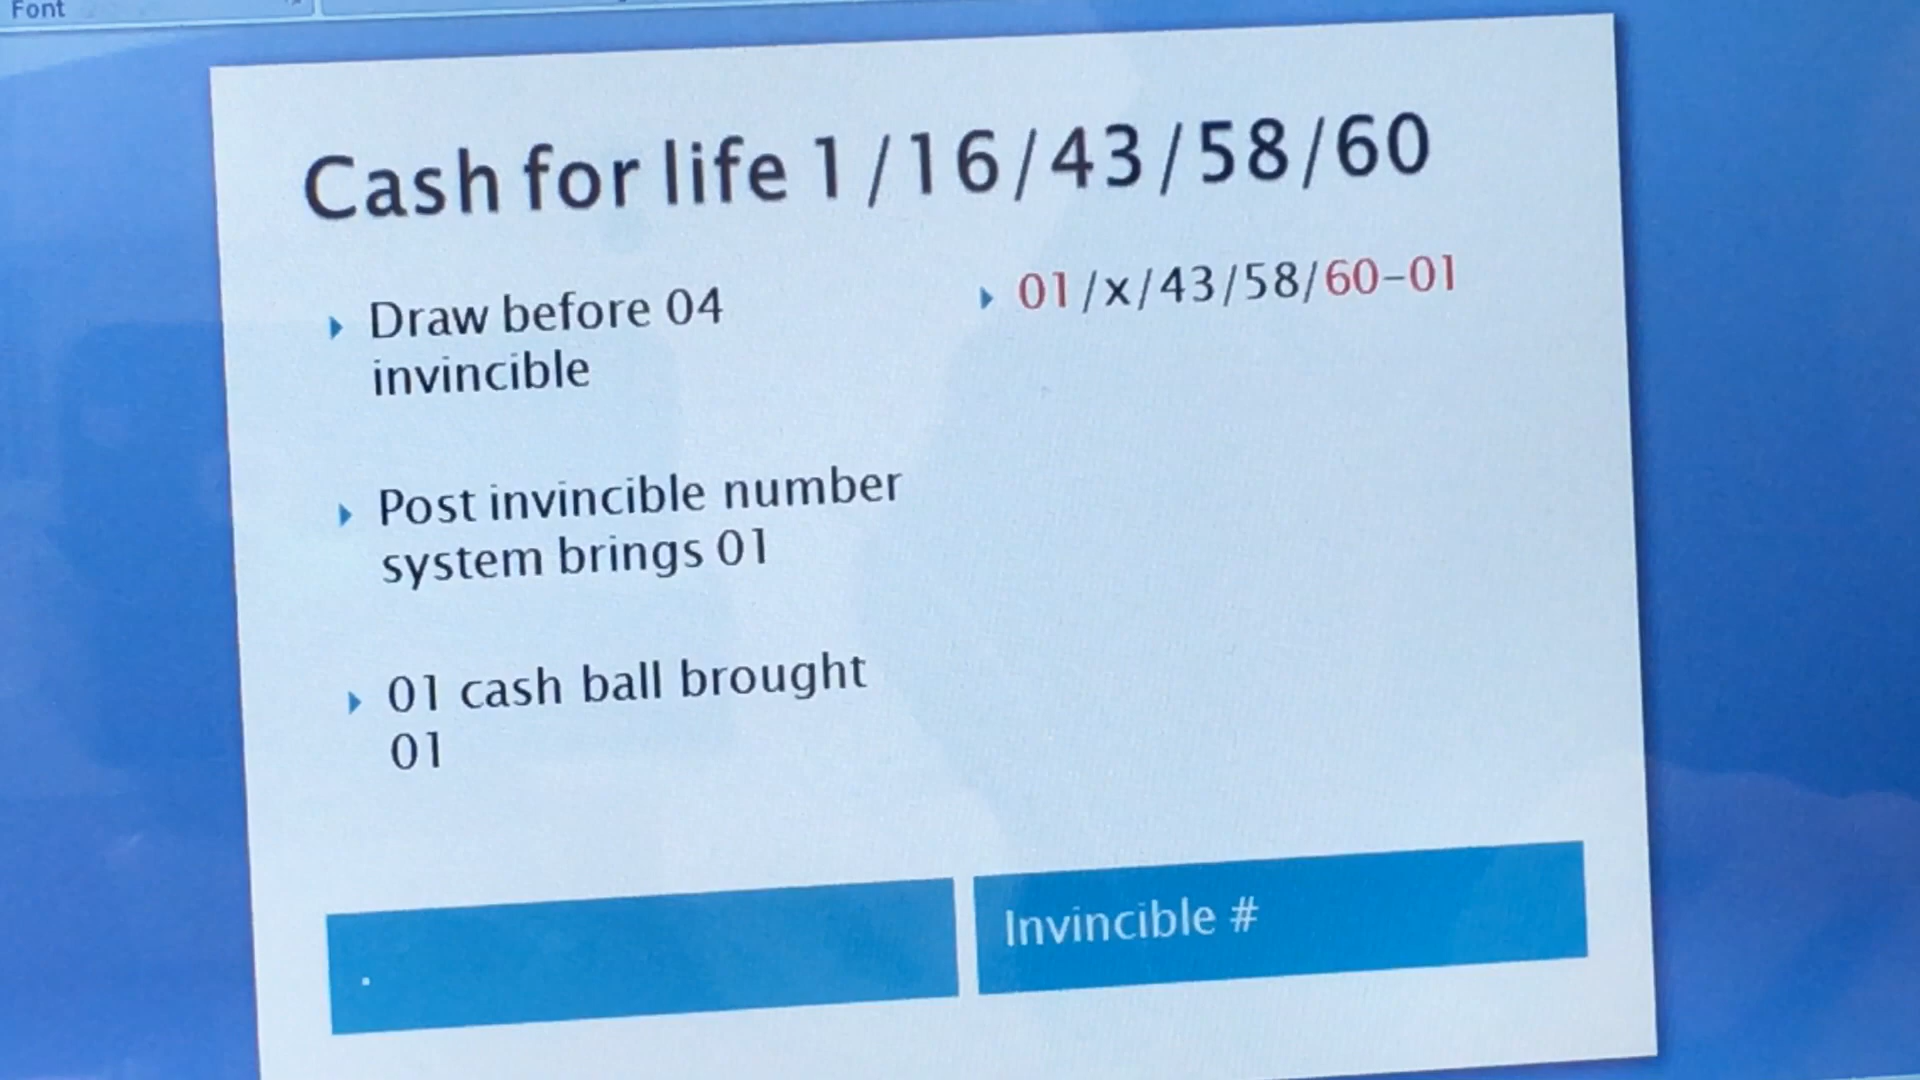 Font
Cash for life 1/16/43/58/60
Draw before 04
invincible
Post invincible number
system brings 01
01 cash ball brought
01
01/x/43/58/60-01
.
Invincible #